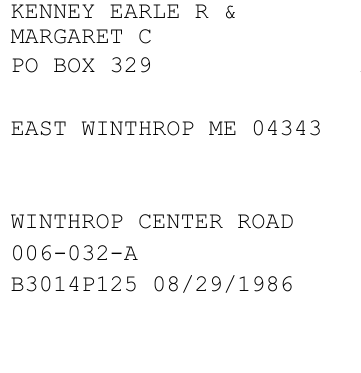 KENNEY EARLE R &
MARGARET C
PO BOX 329
EAST WINTHROP ME 04343
WINTHROP CENTER ROAD
006-032-A
B3014P125 08/29/1986